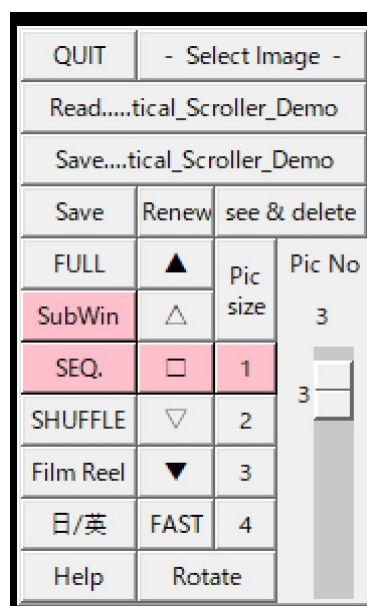 QUIT - Select Image -
Read.....tical_Scroller_Demo
Save....tical_Scroller_Demo
Save Renew see & delete
FULL ▲ Pic size Pic No
SubWin △ 3
SEQ. □ 1
3
SHUFFLE ▽ 2
Film Reel ▼ 3
日/英 FAST 4
Help Rotate